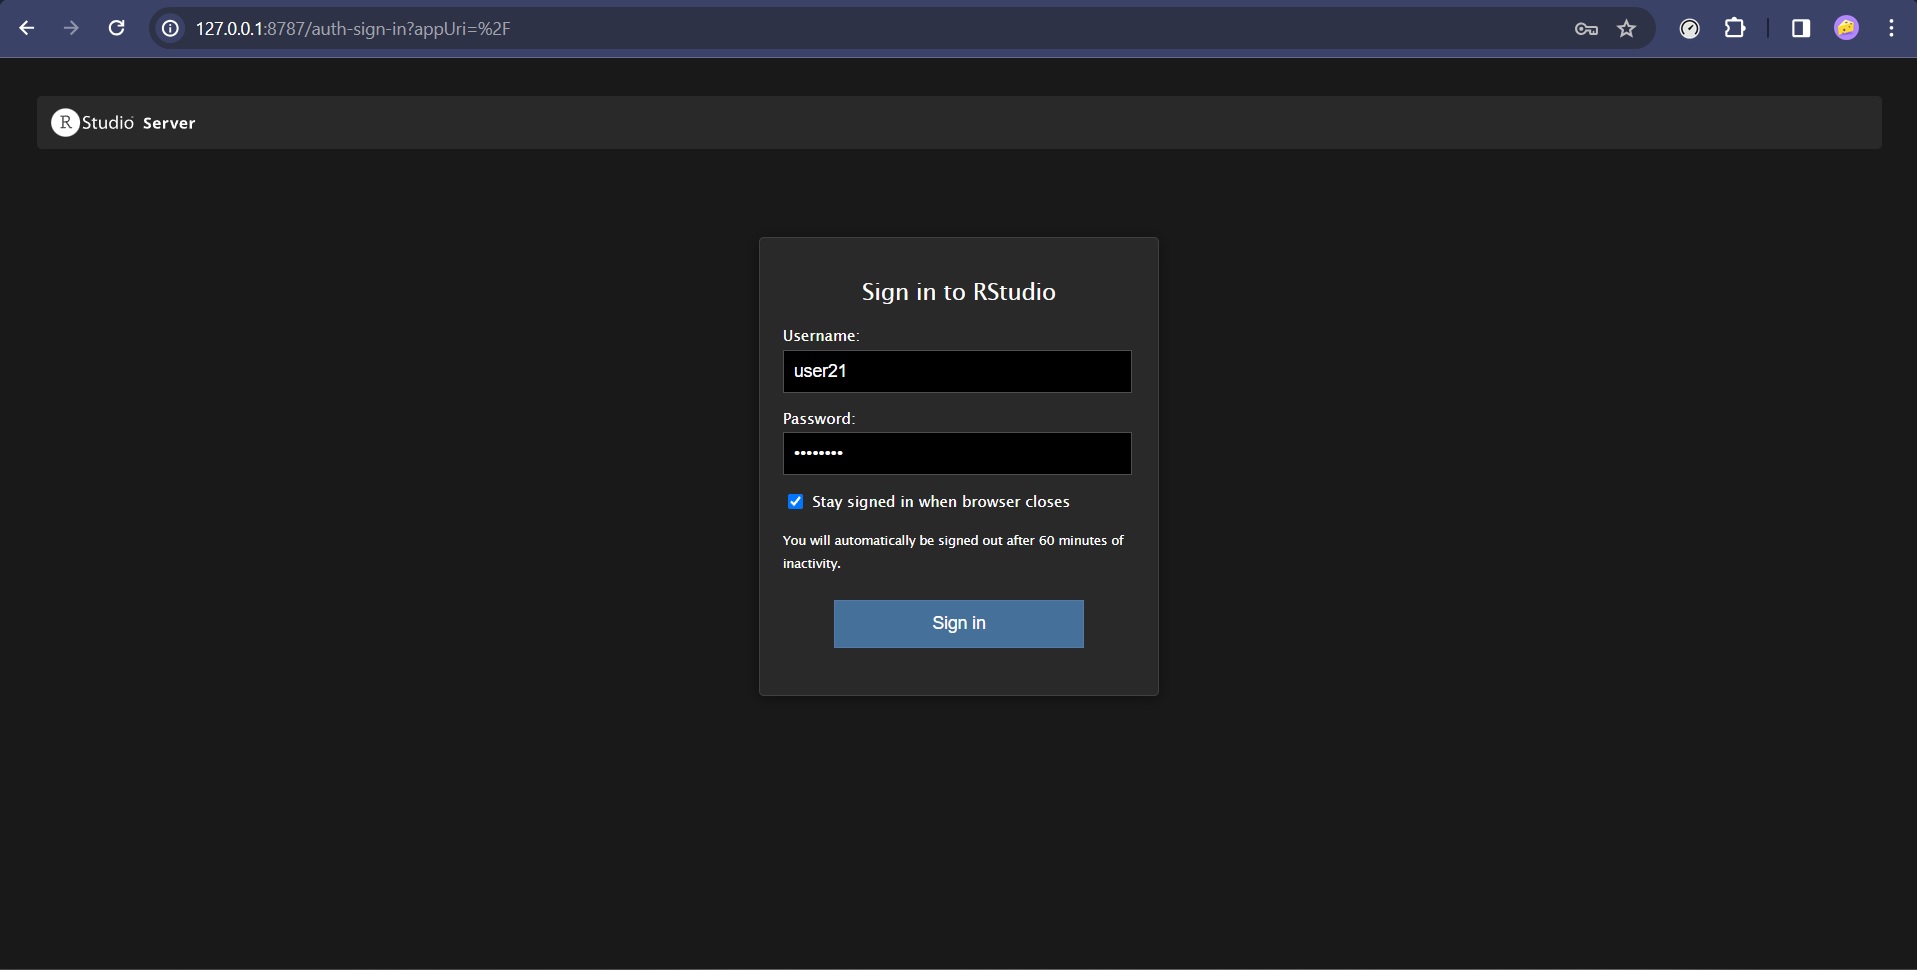 127.0.0.1:8787/auth-sign-in?appUri=%2F
R Studio Server
Sign in to RStudio
Username:
user21
Password:
••••••••
Stay signed in when browser closes
You will automatically be signed out after 60 minutes of
inactivity.
Sign in